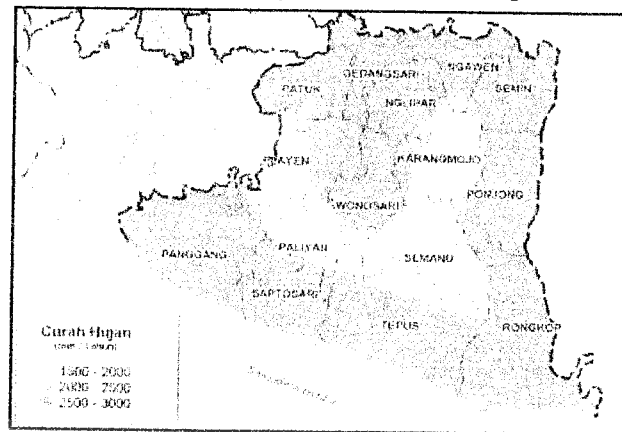 GEDANGSARI
NGAWEN
PATUK
NGLIPAR
SEMIN
PLAYEN
KARANGMOJO
PONJONG
WONOSARI
PALIYAN
PANGGANG
SEMANU
SAPTOSARI
TEPUS
RONGKOP
Curah Hujan
1500 - 2000
2000 - 2500
2500 - 3000